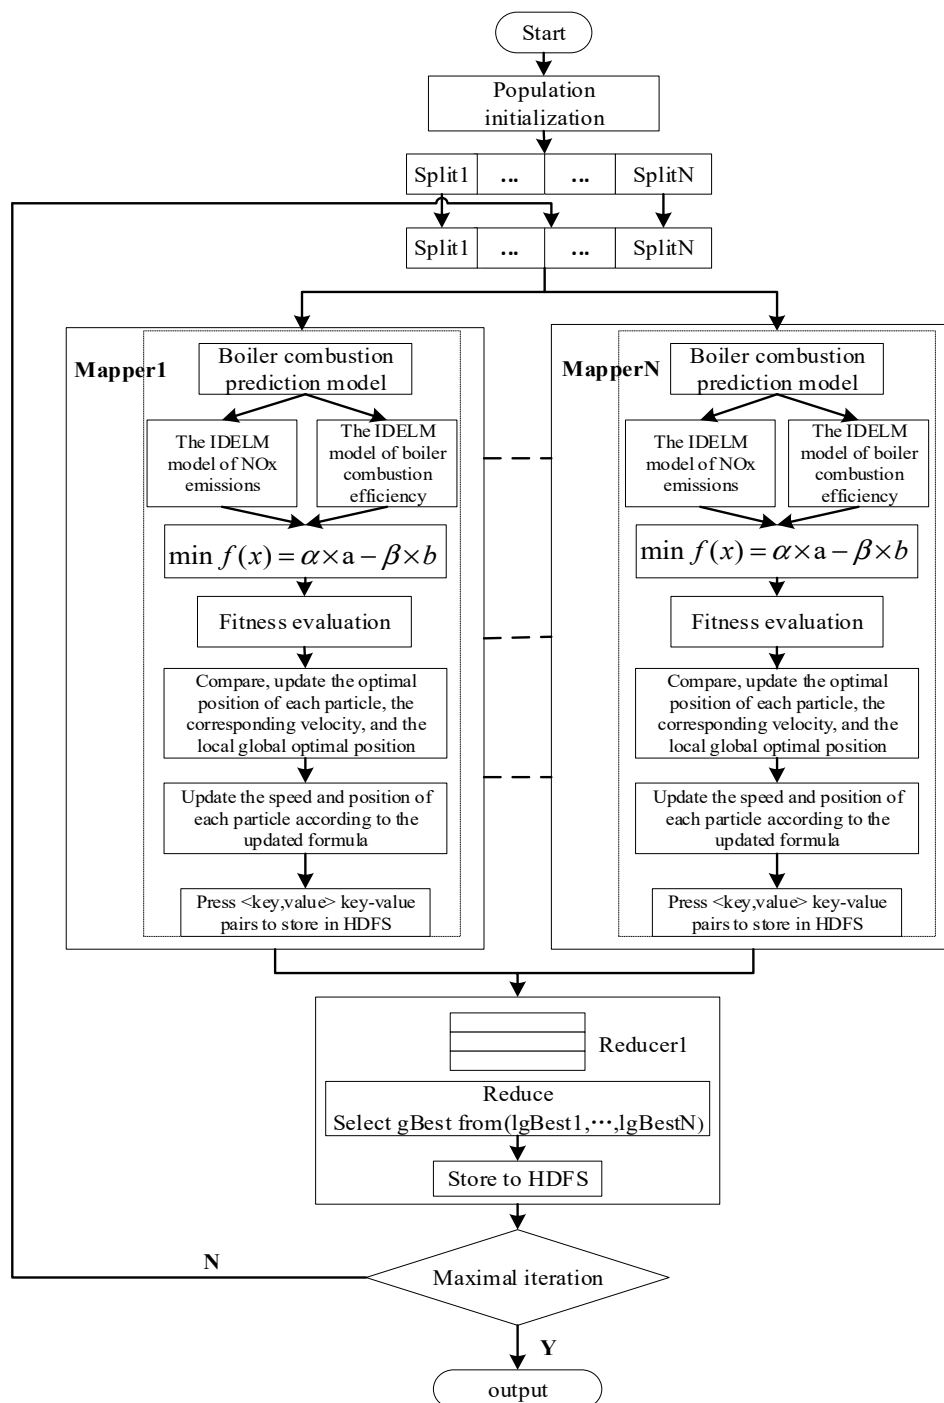 Start
Population
initialization
Split1 ... ... SplitN
Split1 ... ... SplitN
Mapper1
Boiler combustion
prediction model
The IDELM
model of NOx
emissions
The IDELM
model of boiler
combustion
efficiency
min f(x) = α×a − β×b
Fitness evaluation
Compare, update the optimal
position of each particle, the
corresponding velocity, and the
local global optimal position
Update the speed and position of
each particle according to the
updated formula
Press <key,value> key-value
pairs to store in HDFS
MapperN
Boiler combustion
prediction model
The IDELM
model of NOx
emissions
The IDELM
model of boiler
combustion
efficiency
min f(x) = α×a − β×b
Fitness evaluation
Compare, update the optimal
position of each particle, the
corresponding velocity, and the
local global optimal position
Update the speed and position of
each particle according to the
updated formula
Press <key,value> key-value
pairs to store in HDFS
Reducer1
Reduce
Select gBest from(lgBest1,···,lgBestN)
Store to HDFS
Maximal iteration
N
Y
output